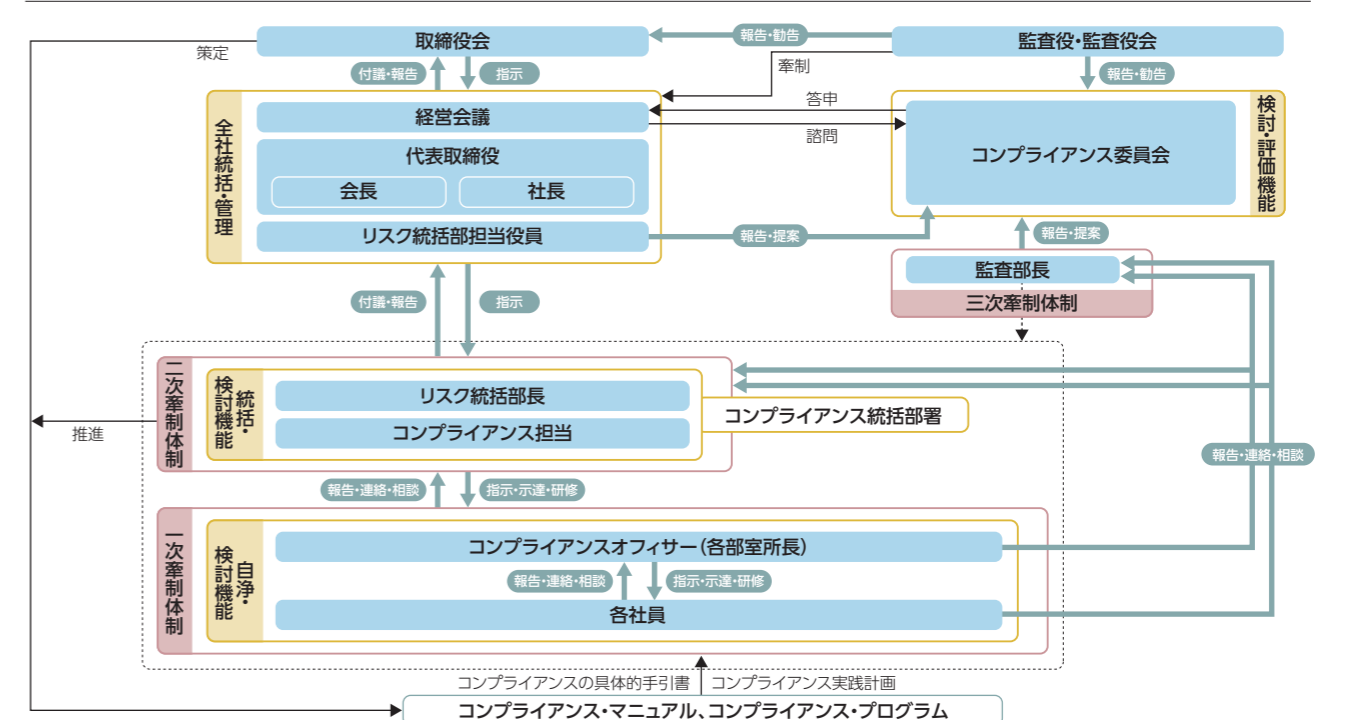 取締役会
報告・勧告
監査役・監査役会
策定
付議・報告
指示
牽制
報告・勧告
全社統括・管理
経営会議
答申
諮問
代表取締役
会長
社長
リスク統括部担当役員
コンプライアンス委員会
検討・評価機能
報告・提案
報告・提案
監査部長
三次牽制体制
付議・報告
指示
二次牽制体制
統括・
検討機能
リスク統括部長
コンプライアンス担当
コンプライアンス統括部署
推進
報告・連絡・相談
報告・連絡・相談
指示・示達・研修
一次牽制体制
自浄・
検討機能
コンプライアンスオフィサー(各部室所長)
報告・連絡・相談
指示・示達・研修
各社員
コンプライアンスの具体的手引書
コンプライアンス実践計画
コンプライアンス・マニュアル、コンプライアンス・プログラム